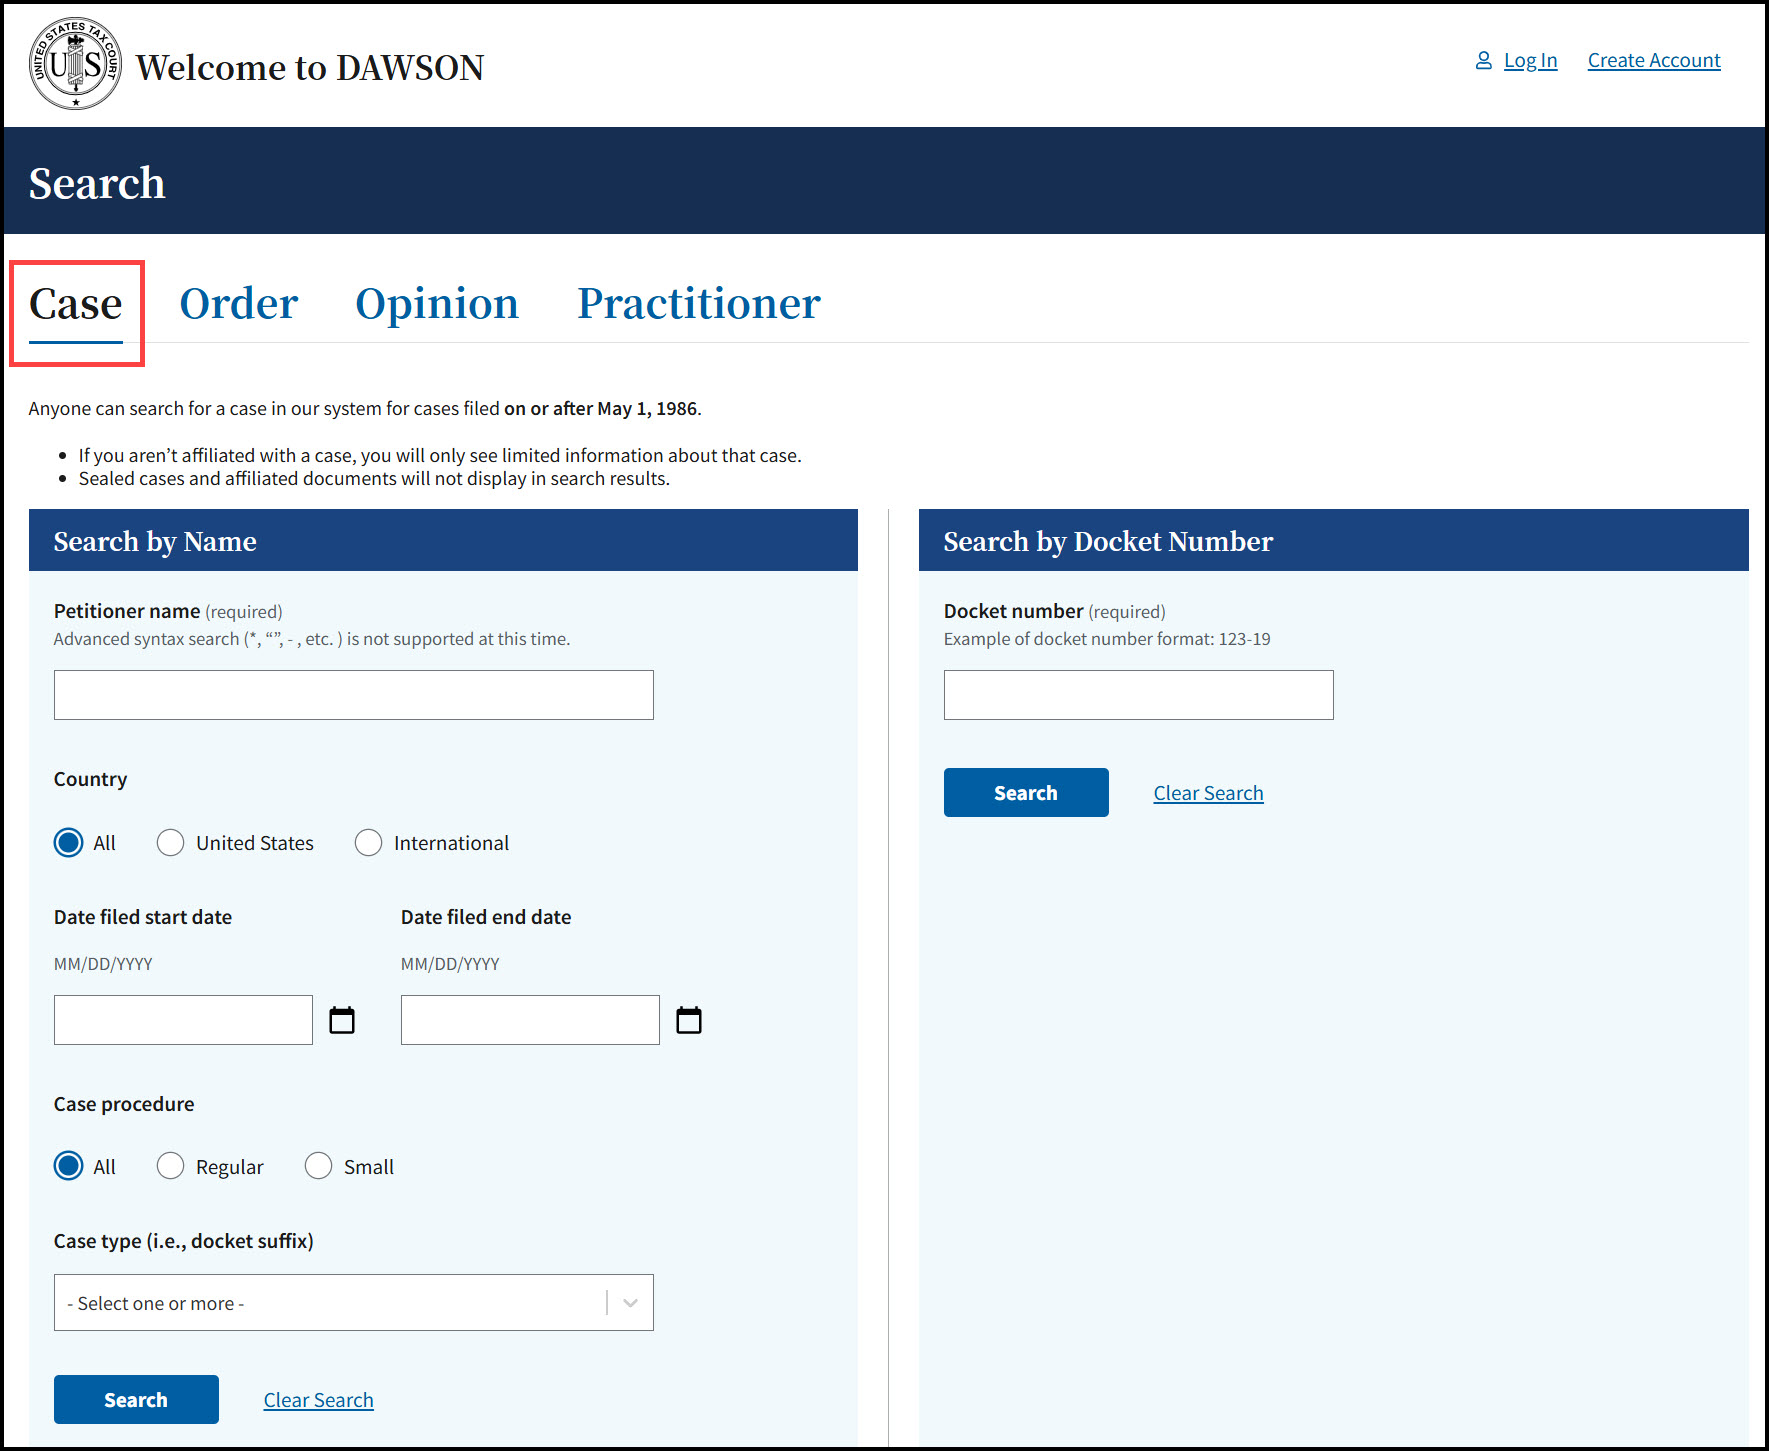 UNITED STATES TAX COURT
US
Welcome to DAWSON
Log In
Create Account
Search
Case
Order
Opinion
Practitioner
Anyone can search for a case in our system for cases filed on or after May 1, 1986.
• If you aren’t affiliated with a case, you will only see limited information about that case.
• Sealed cases and affiliated documents will not display in search results.
Search by Name
Petitioner name (required)
Advanced syntax search (*, “”, - , etc. ) is not supported at this time.
Country
All
United States
International
Date filed start date
Date filed end date
MM/DD/YYYY
MM/DD/YYYY
Case procedure
All
Regular
Small
Case type (i.e., docket suffix)
- Select one or more -
Search
Clear Search
Search by Docket Number
Docket number (required)
Example of docket number format: 123-19
Search
Clear Search